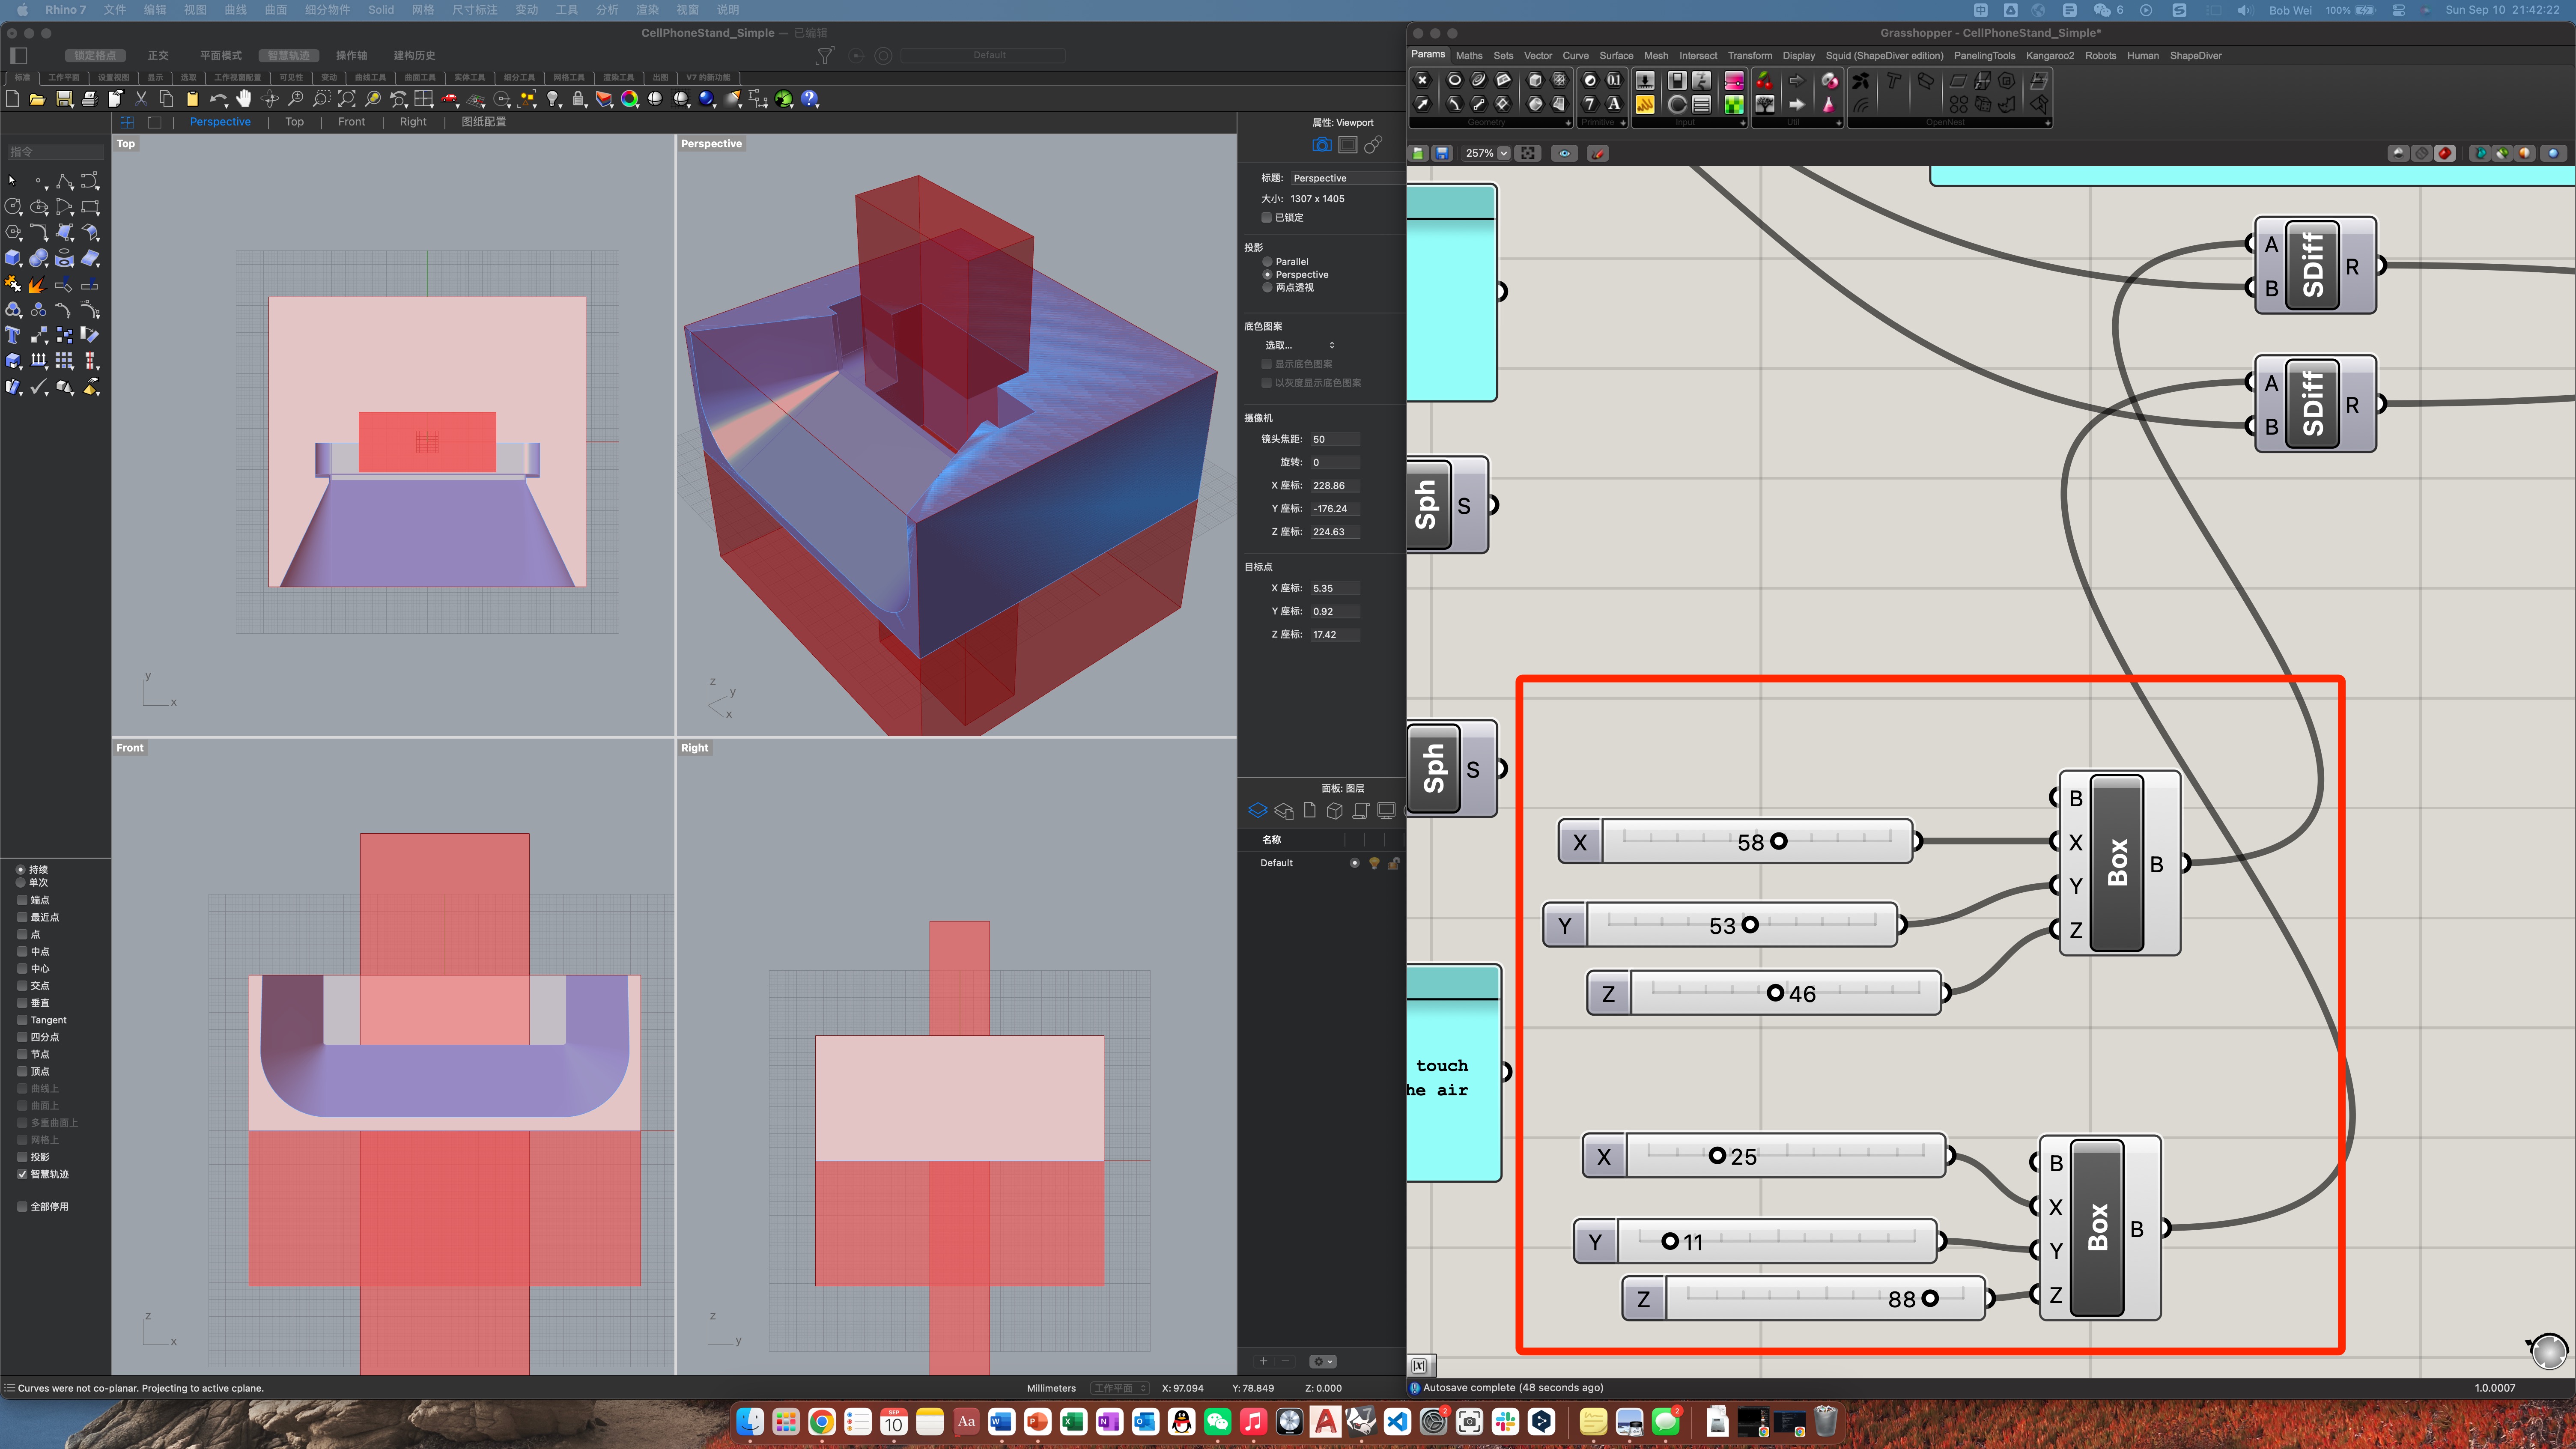 Rhino 7 文件 编辑 视图 曲线 曲面 细分物件 Solid 网格 尺寸标注 变动 工具 分析 渲染 视窗 说明
6 Bob Wei 100% Sun Sep 10 21:42:22
CellPhoneStand_Simple — 已编辑
锁定格点 正交 平面模式 智慧轨迹 操作轴 建构历史 Default
标准 工作平面 设置视图 显示 选取 工作视窗配置 可见性 变动 曲线工具 曲面工具 实体工具 细分工具 网格工具 渲染工具 出图 V7 的新功能
Perspective Top Front Right 图纸配置
指令
Top
Perspective
Front
Right
y
x
z
y
x
z
x
z
y
持续
单次
端点
最近点
点
中点
中心
交点
垂直
Tangent
四分点
节点
顶点
曲线上
曲面上
多重曲面上
网格上
投影
智慧轨迹
全部停用
属性: Viewport
标题: Perspective
大小: 1307 x 1405
已锁定
投影
Parallel
Perspective
两点透视
底色图案
选取...
显示底色图案
以灰度显示底色图案
摄像机
镜头焦距: 50
旋转: 0
X 座标: 228.86
Y 座标: -176.24
Z 座标: 224.63
目标点
X 座标: 5.35
Y 座标: 0.92
Z 座标: 17.42
面板: 图层
名称
Default
Curves were not co-planar. Projecting to active cplane.
Millimeters 工作平面 X: 97.094 Y: 78.849 Z: 0.000
Grasshopper - CellPhoneStand_Simple*
Params Maths Sets Vector Curve Surface Mesh Intersect Transform Display Squid (ShapeDiver edition) PanelingTools Kangaroo2 Robots Human ShapeDiver
Geometry Primitive Input Util OpenNest
257%
A
B
SDiff
R
A
B
SDiff
R
Sph S
Sph S
touch
he air
X 58
Y 53
Z 46
B
X
Y
Z
Box
B
X 25
Y 11
Z 88
B
X
Y
Z
Box
B
Autosave complete (48 seconds ago)
1.0.0007
SEP
10
Aa
2
2